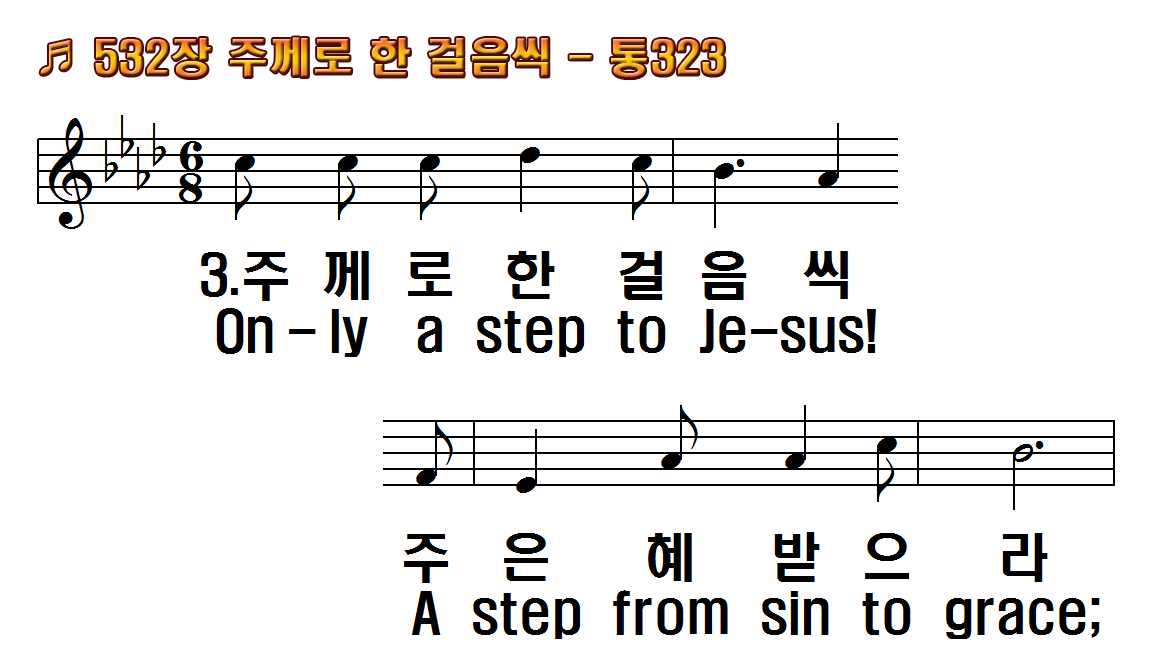 ♬ 532장 주께로 한 걸음씩 - 통323
6
8
3.주 께 로 한 걸 음 씩
On-ly a step to Je-sus!
주 은 혜 받 으 라
A step from sin to grace;